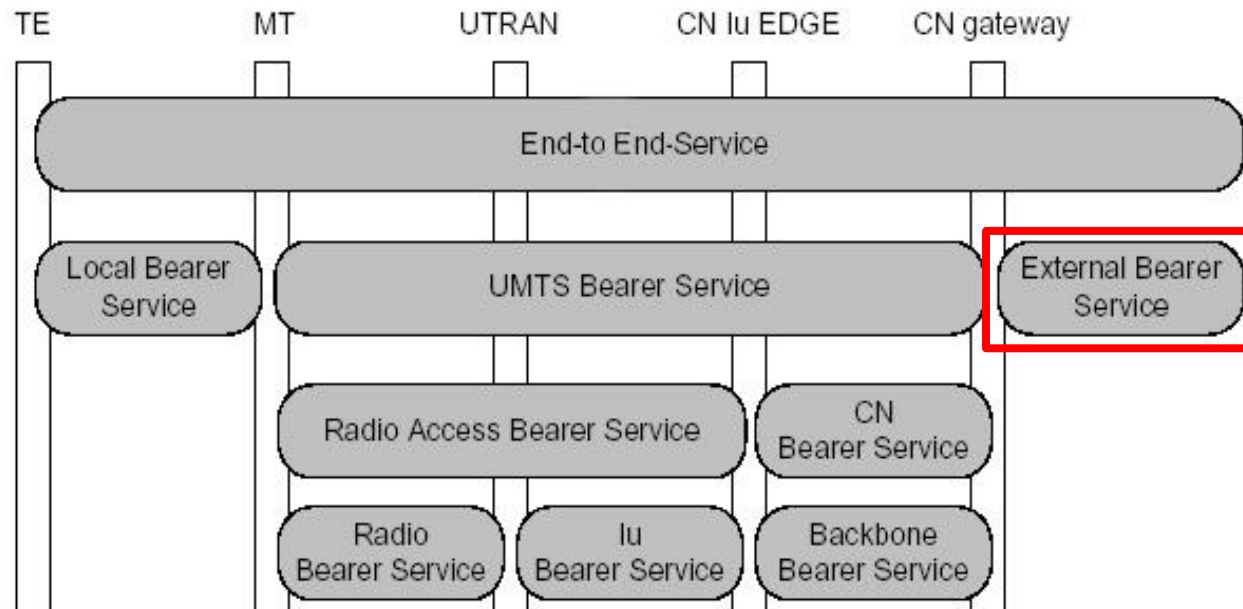 TE MT UTRAN CN Iu EDGE CN gateway
End-to End-Service
Local Bearer
Service
UMTS Bearer Service
External Bearer
Service
Radio Access Bearer Service
CN
Bearer Service
Radio
Bearer Service
Iu
Bearer Service
Backbone
Bearer Service